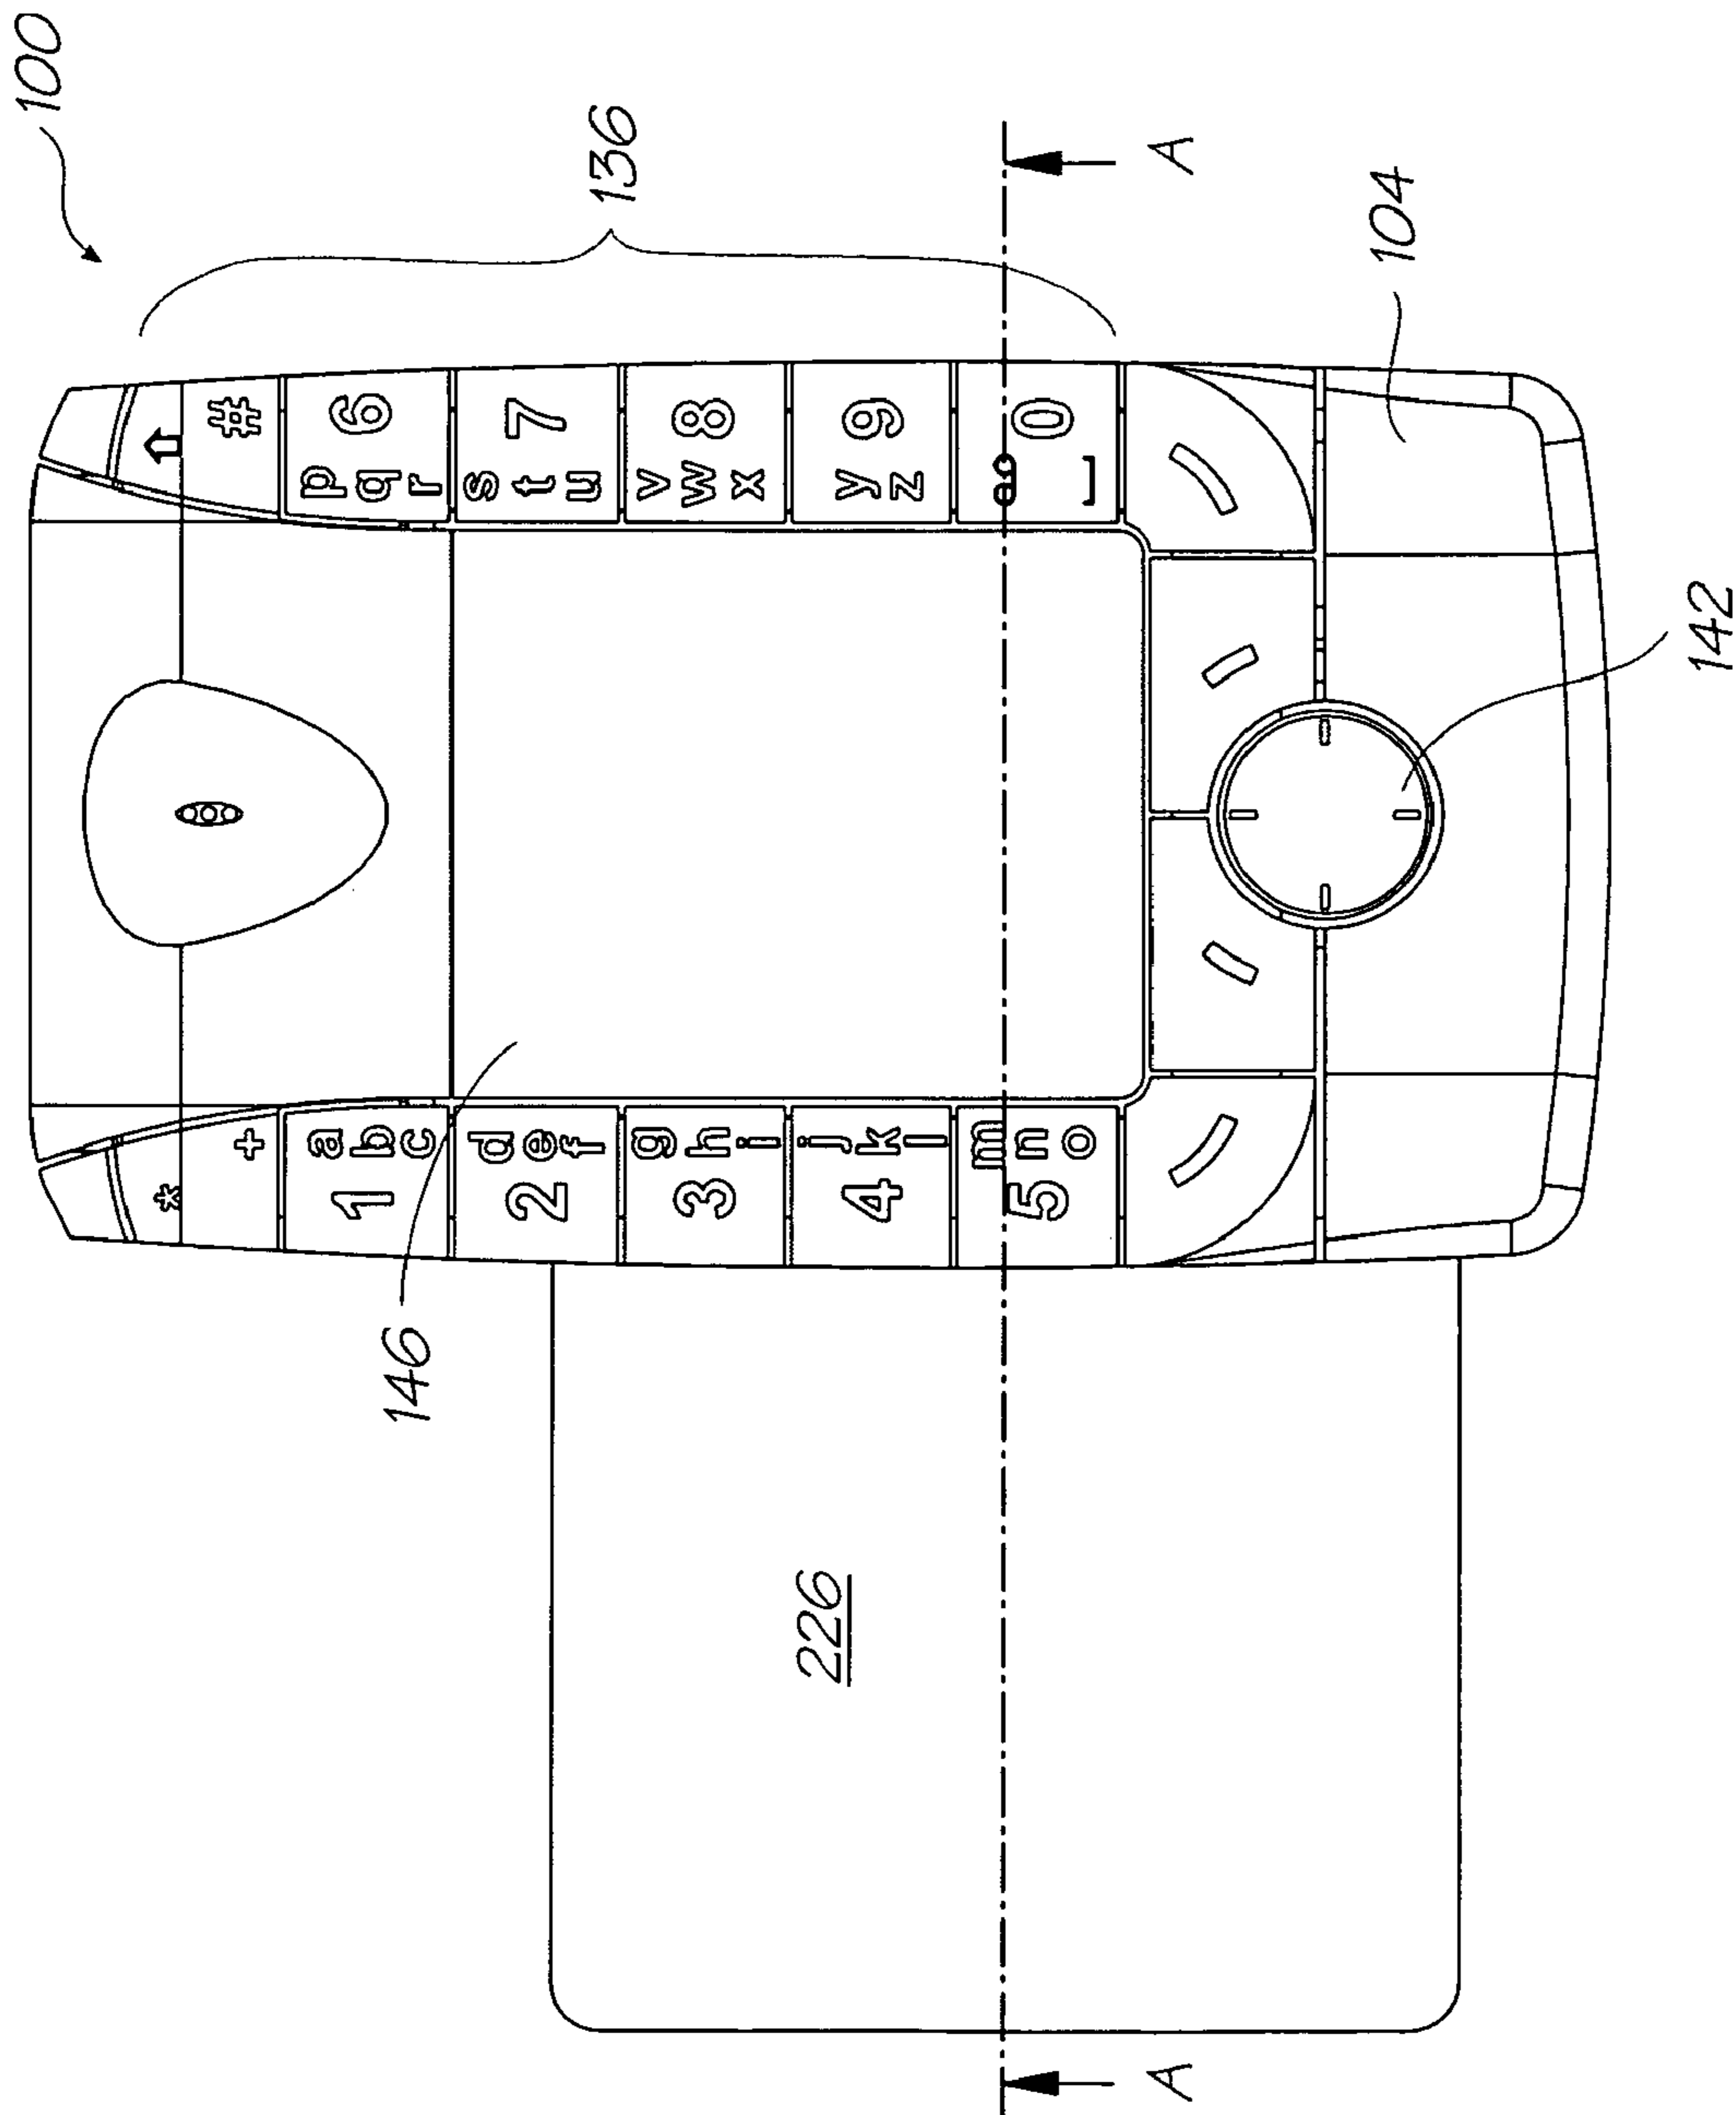 100
*
+
#
1 abc
pqr 6
146
2 def
stu 7
136
3 ghi
vwx 8
226
4 jkl
yz 9
5 mno
0
A
A
104
142